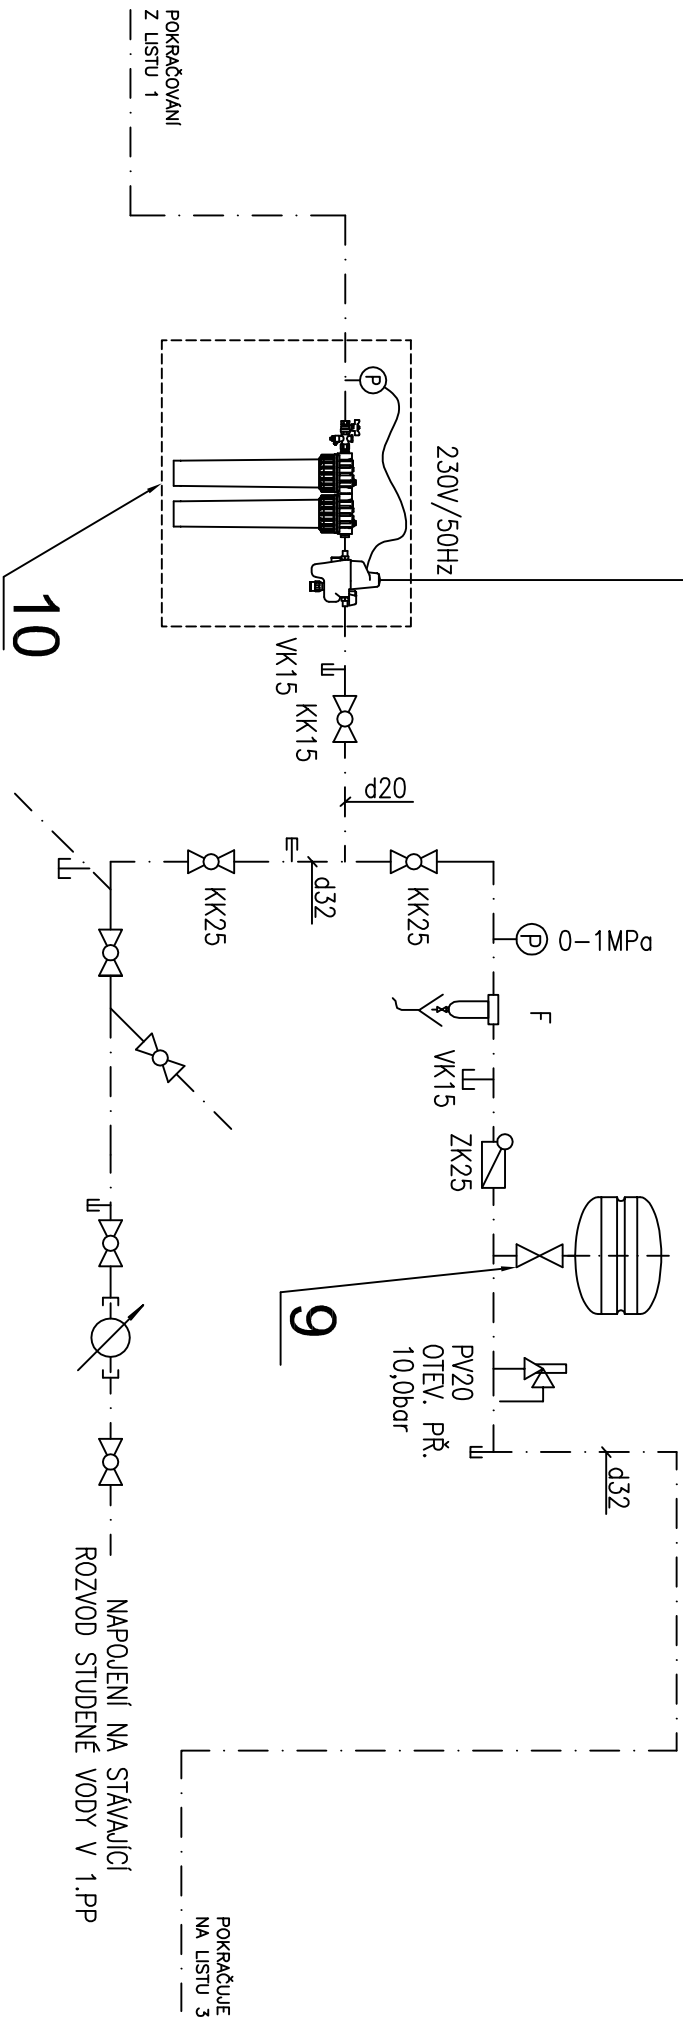 POKRAČOVÁNÍ
Z LISTU 1
P
230V/50Hz
10
VK15
KK15
d20
KK25
d32
KK25
P
0-1MPa
F
VK15
ZK25
9
PV20
OTEV. PŘ.
10,0bar
d32
NAPOJENÍ NA STÁVAJÍCÍ
ROZVOD STUDENÉ VODY V 1.PP
POKRAČUJE
NA LISTU 3